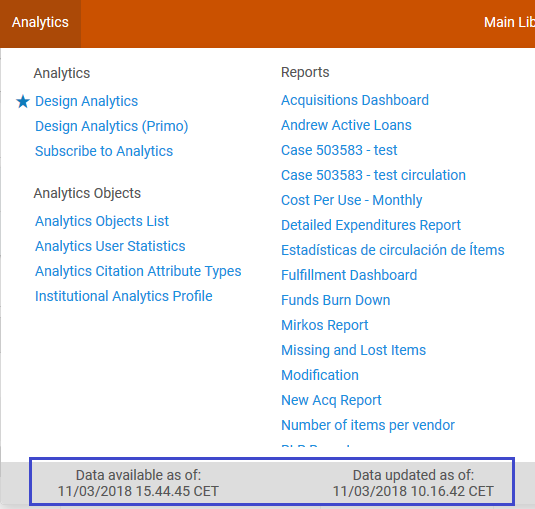 Analytics
Main Lib
Analytics
Design Analytics
Design Analytics (Primo)
Subscribe to Analytics
Analytics Objects
Analytics Objects List
Analytics User Statistics
Analytics Citation Attribute Types
Institutional Analytics Profile
Reports
Acquisitions Dashboard
Andrew Active Loans
Case 503583 - test
Case 503583 - test circulation
Cost Per Use - Monthly
Detailed Expenditures Report
Estadísticas de circulación de Ítems
Fulfillment Dashboard
Funds Burn Down
Mirkos Report
Missing and Lost Items
Modification
New Acq Report
Number of items per vendor
Data available as of:
11/03/2018 15.44.45 CET
Data updated as of:
11/03/2018 10.16.42 CET